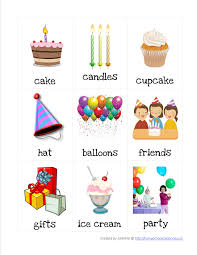 cake
candles
cupcake
hat
balloons
friends
gifts
ice cream
party